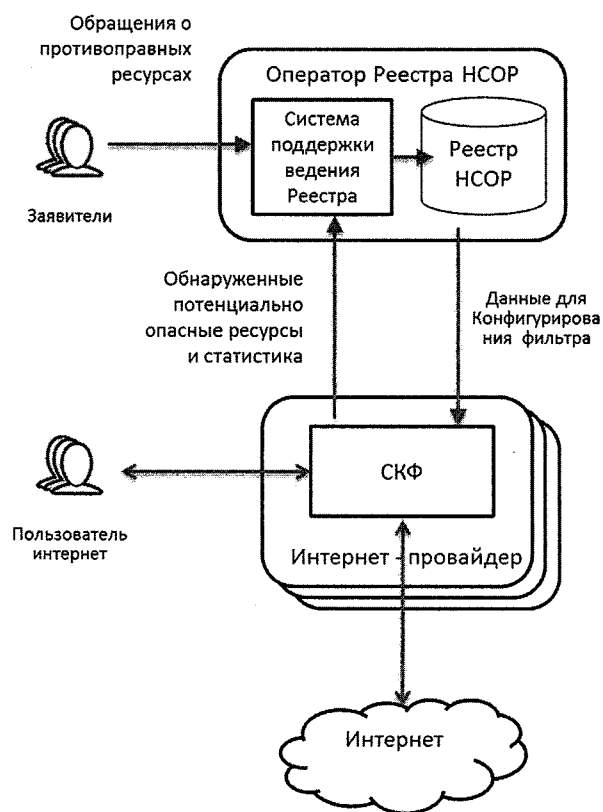 Обращения о
противоправных
ресурсах
Оператор Реестра НСОР
Система
поддержки
ведения
Реестра
Реестр
НСОР
Заявители
Обнаруженные
потенциально
опасные ресурсы
и статистика
Данные для
Конфигурирова
ния фильтра
СКФ
Пользователь
интернет
Интернет - провайдер
Интернет